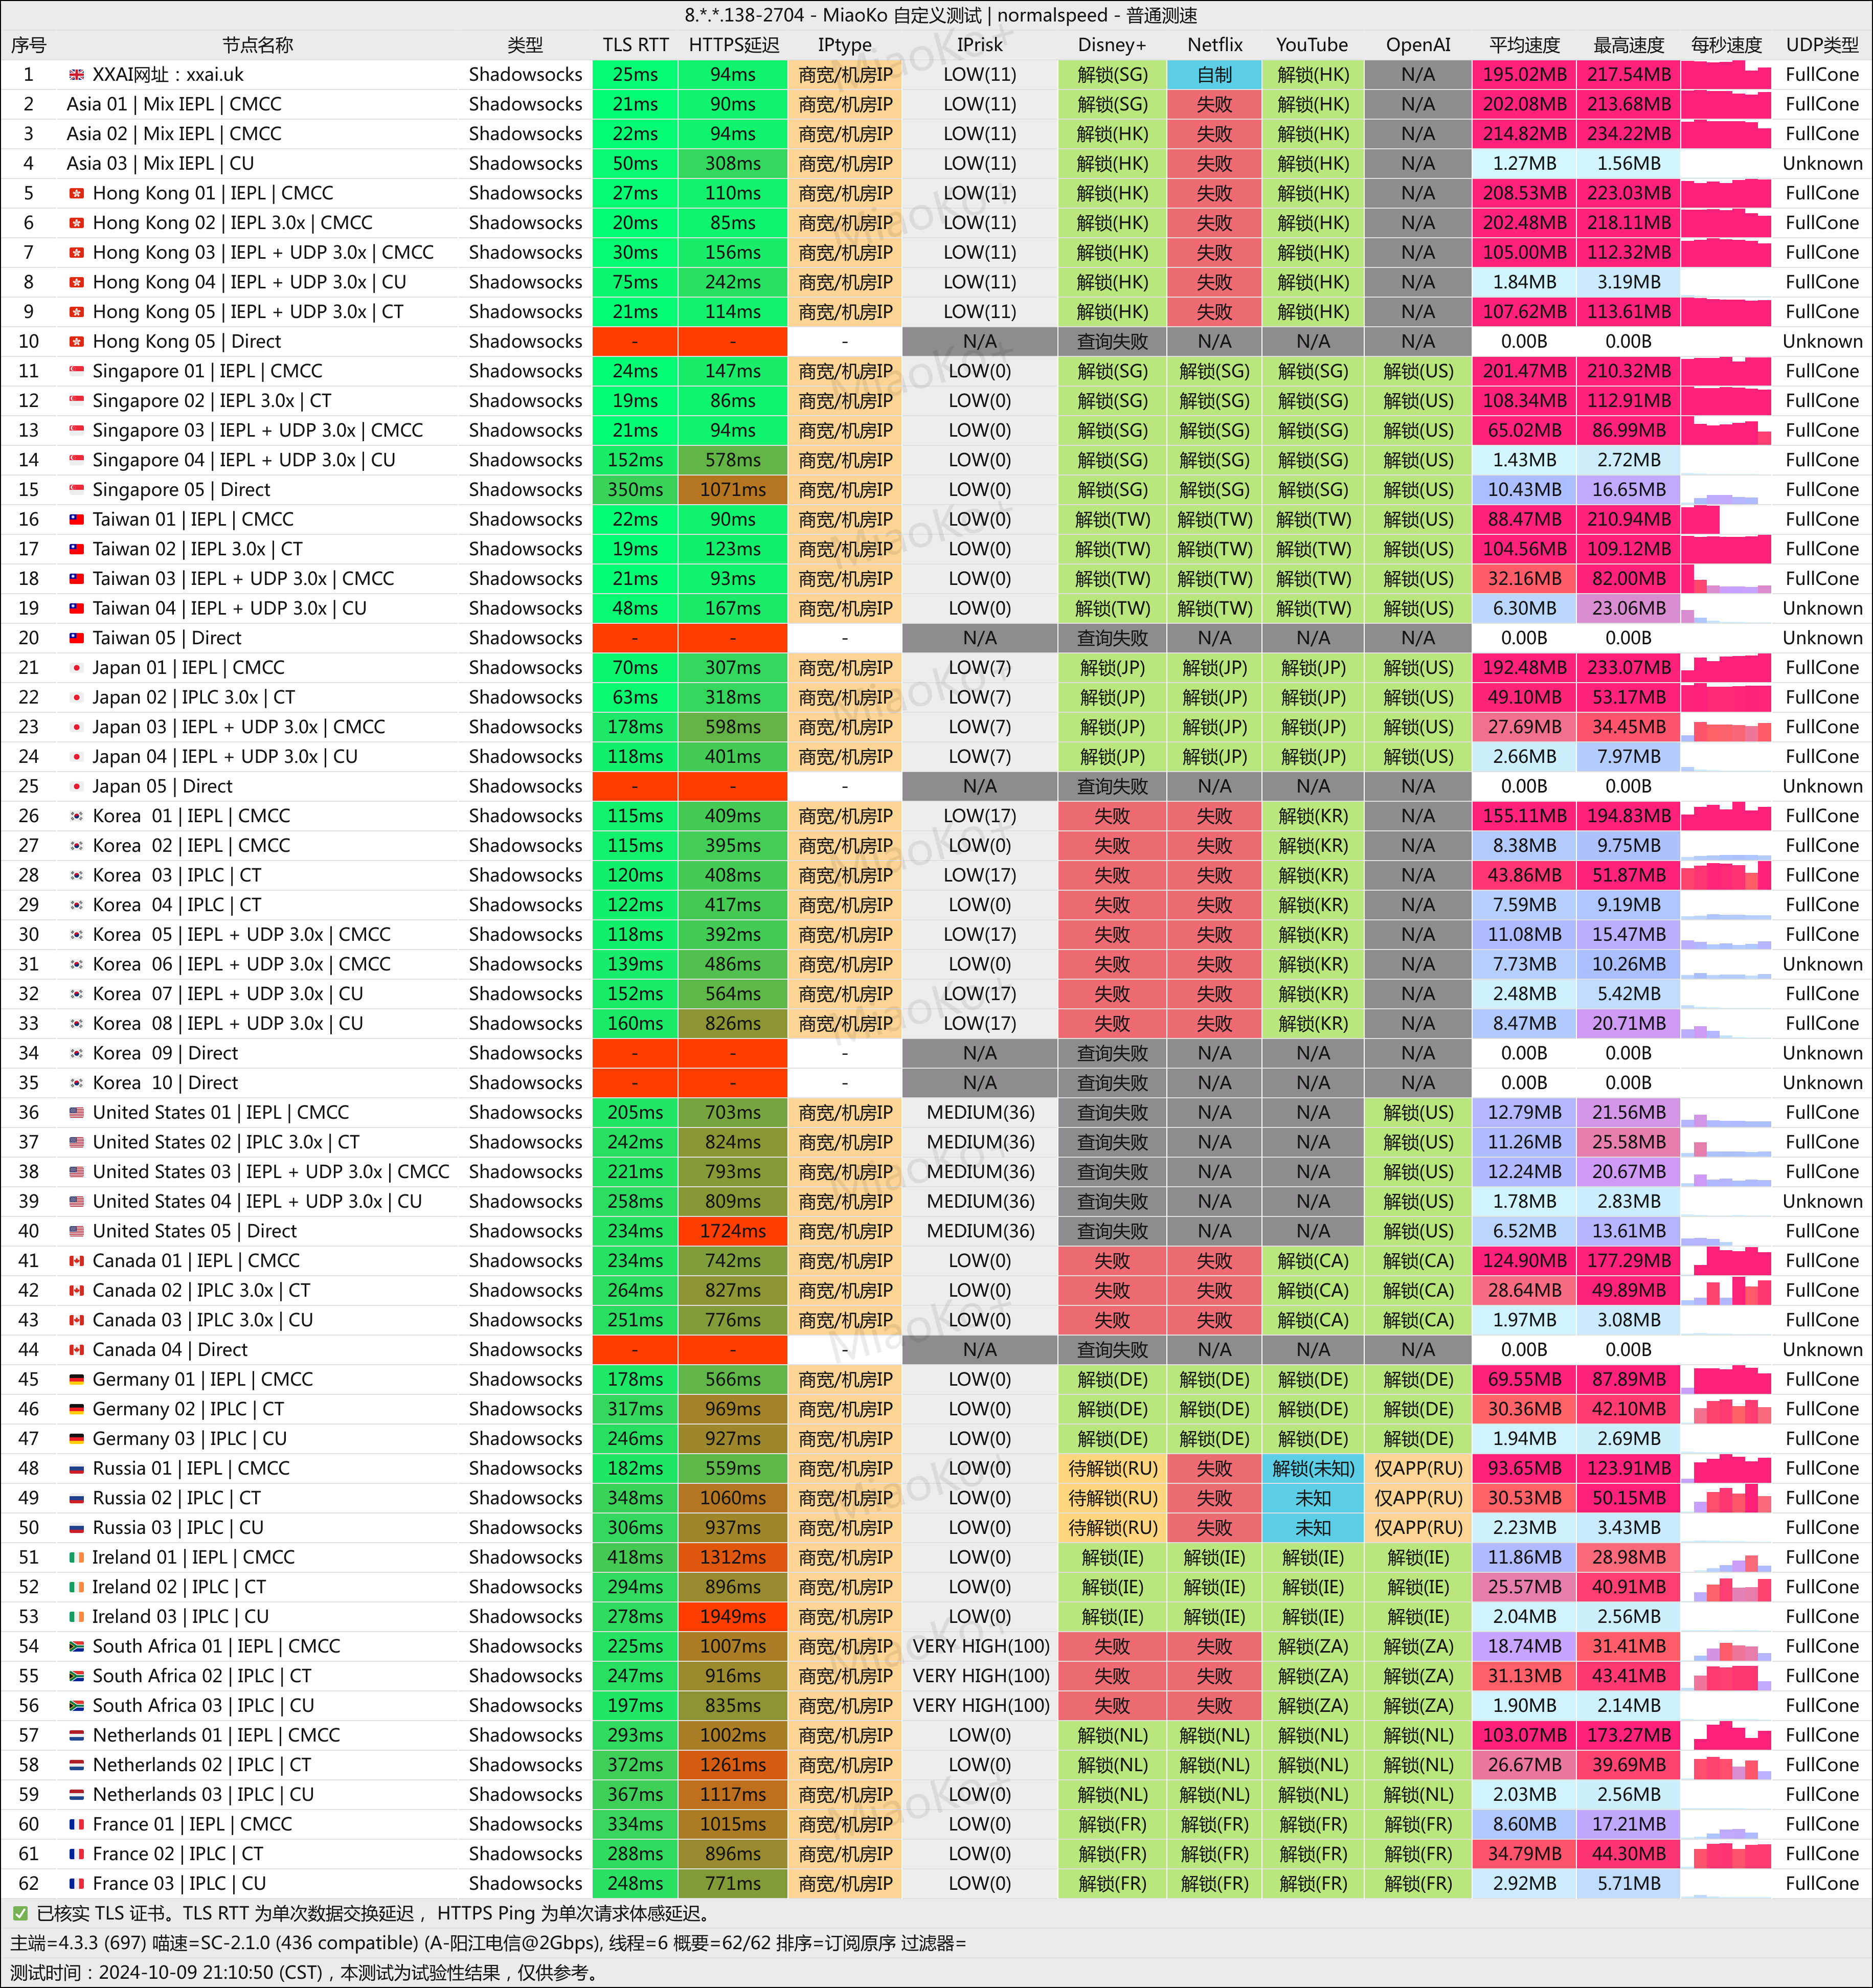 8.*.*.138-2704 - MiaoKo 自定义测试 | normalspeed - 普通测速
序号 节点名称 类型 TLS RTT HTTPS延迟 IPtype IPrisk Disney+ Netflix YouTube OpenAI 平均速度 最高速度 每秒速度 UDP类型
1 XXAI网址：xxai.uk Shadowsocks 25ms 94ms 商宽/机房IP LOW(11) 解锁(SG) 自制 解锁(HK) N/A 195.02MB 217.54MB FullCone
2 Asia 01 | Mix IEPL | CMCC Shadowsocks 21ms 90ms 商宽/机房IP LOW(11) 解锁(SG) 失败 解锁(HK) N/A 202.08MB 213.68MB FullCone
3 Asia 02 | Mix IEPL | CMCC Shadowsocks 22ms 94ms 商宽/机房IP LOW(11) 解锁(HK) 失败 解锁(HK) N/A 214.82MB 234.22MB FullCone
4 Asia 03 | Mix IEPL | CU Shadowsocks 50ms 308ms 商宽/机房IP LOW(11) 解锁(HK) 失败 解锁(HK) N/A 1.27MB 1.56MB Unknown
5 Hong Kong 01 | IEPL | CMCC Shadowsocks 27ms 110ms 商宽/机房IP LOW(11) 解锁(HK) 失败 解锁(HK) N/A 208.53MB 223.03MB FullCone
6 Hong Kong 02 | IEPL 3.0x | CMCC Shadowsocks 20ms 85ms 商宽/机房IP LOW(11) 解锁(HK) 失败 解锁(HK) N/A 202.48MB 218.11MB FullCone
7 Hong Kong 03 | IEPL + UDP 3.0x | CMCC Shadowsocks 30ms 156ms 商宽/机房IP LOW(11) 解锁(HK) 失败 解锁(HK) N/A 105.00MB 112.32MB FullCone
8 Hong Kong 04 | IEPL + UDP 3.0x | CU Shadowsocks 75ms 242ms 商宽/机房IP LOW(11) 解锁(HK) 失败 解锁(HK) N/A 1.84MB 3.19MB FullCone
9 Hong Kong 05 | IEPL + UDP 3.0x | CT Shadowsocks 21ms 114ms 商宽/机房IP LOW(11) 解锁(HK) 失败 解锁(HK) N/A 107.62MB 113.61MB FullCone
10 Hong Kong 05 | Direct Shadowsocks - - - N/A 查询失败 N/A N/A N/A 0.00B 0.00B Unknown
11 Singapore 01 | IEPL | CMCC Shadowsocks 24ms 147ms 商宽/机房IP LOW(0) 解锁(SG) 解锁(SG) 解锁(SG) 解锁(US) 201.47MB 210.32MB FullCone
12 Singapore 02 | IEPL 3.0x | CT Shadowsocks 19ms 86ms 商宽/机房IP LOW(0) 解锁(SG) 解锁(SG) 解锁(SG) 解锁(US) 108.34MB 112.91MB FullCone
13 Singapore 03 | IEPL + UDP 3.0x | CMCC Shadowsocks 21ms 94ms 商宽/机房IP LOW(0) 解锁(SG) 解锁(SG) 解锁(SG) 解锁(US) 65.02MB 86.99MB FullCone
14 Singapore 04 | IEPL + UDP 3.0x | CU Shadowsocks 152ms 578ms 商宽/机房IP LOW(0) 解锁(SG) 解锁(SG) 解锁(SG) 解锁(US) 1.43MB 2.72MB FullCone
15 Singapore 05 | Direct Shadowsocks 350ms 1071ms 商宽/机房IP LOW(0) 解锁(SG) 解锁(SG) 解锁(SG) 解锁(US) 10.43MB 16.65MB FullCone
16 Taiwan 01 | IEPL | CMCC Shadowsocks 22ms 90ms 商宽/机房IP LOW(0) 解锁(TW) 解锁(TW) 解锁(TW) 解锁(US) 88.47MB 210.94MB FullCone
17 Taiwan 02 | IEPL 3.0x | CT Shadowsocks 19ms 123ms 商宽/机房IP LOW(0) 解锁(TW) 解锁(TW) 解锁(TW) 解锁(US) 104.56MB 109.12MB FullCone
18 Taiwan 03 | IEPL + UDP 3.0x | CMCC Shadowsocks 21ms 93ms 商宽/机房IP LOW(0) 解锁(TW) 解锁(TW) 解锁(TW) 解锁(US) 32.16MB 82.00MB FullCone
19 Taiwan 04 | IEPL + UDP 3.0x | CU Shadowsocks 48ms 167ms 商宽/机房IP LOW(0) 解锁(TW) 解锁(TW) 解锁(TW) 解锁(US) 6.30MB 23.06MB Unknown
20 Taiwan 05 | Direct Shadowsocks - - - N/A 查询失败 N/A N/A N/A 0.00B 0.00B Unknown
21 Japan 01 | IEPL | CMCC Shadowsocks 70ms 307ms 商宽/机房IP LOW(7) 解锁(JP) 解锁(JP) 解锁(JP) 解锁(US) 192.48MB 233.07MB FullCone
22 Japan 02 | IPLC 3.0x | CT Shadowsocks 63ms 318ms 商宽/机房IP LOW(7) 解锁(JP) 解锁(JP) 解锁(JP) 解锁(US) 49.10MB 53.17MB FullCone
23 Japan 03 | IEPL + UDP 3.0x | CMCC Shadowsocks 178ms 598ms 商宽/机房IP LOW(7) 解锁(JP) 解锁(JP) 解锁(JP) 解锁(US) 27.69MB 34.45MB FullCone
24 Japan 04 | IEPL + UDP 3.0x | CU Shadowsocks 118ms 401ms 商宽/机房IP LOW(7) 解锁(JP) 解锁(JP) 解锁(JP) 解锁(US) 2.66MB 7.97MB FullCone
25 Japan 05 | Direct Shadowsocks - - - N/A 查询失败 N/A N/A N/A 0.00B 0.00B Unknown
26 Korea 01 | IEPL | CMCC Shadowsocks 115ms 409ms 商宽/机房IP LOW(17) 失败 失败 解锁(KR) N/A 155.11MB 194.83MB FullCone
27 Korea 02 | IEPL | CMCC Shadowsocks 115ms 395ms 商宽/机房IP LOW(0) 失败 失败 解锁(KR) N/A 8.38MB 9.75MB FullCone
28 Korea 03 | IPLC | CT Shadowsocks 120ms 408ms 商宽/机房IP LOW(17) 失败 失败 解锁(KR) N/A 43.86MB 51.87MB FullCone
29 Korea 04 | IPLC | CT Shadowsocks 122ms 417ms 商宽/机房IP LOW(0) 失败 失败 解锁(KR) N/A 7.59MB 9.19MB FullCone
30 Korea 05 | IEPL + UDP 3.0x | CMCC Shadowsocks 118ms 392ms 商宽/机房IP LOW(17) 失败 失败 解锁(KR) N/A 11.08MB 15.47MB FullCone
31 Korea 06 | IEPL + UDP 3.0x | CMCC Shadowsocks 139ms 486ms 商宽/机房IP LOW(0) 失败 失败 解锁(KR) N/A 7.73MB 10.26MB Unknown
32 Korea 07 | IEPL + UDP 3.0x | CU Shadowsocks 152ms 564ms 商宽/机房IP LOW(17) 失败 失败 解锁(KR) N/A 2.48MB 5.42MB FullCone
33 Korea 08 | IEPL + UDP 3.0x | CU Shadowsocks 160ms 826ms 商宽/机房IP LOW(17) 失败 失败 解锁(KR) N/A 8.47MB 20.71MB FullCone
34 Korea 09 | Direct Shadowsocks - - - N/A 查询失败 N/A N/A N/A 0.00B 0.00B Unknown
35 Korea 10 | Direct Shadowsocks - - - N/A 查询失败 N/A N/A N/A 0.00B 0.00B Unknown
36 United States 01 | IEPL | CMCC Shadowsocks 205ms 703ms 商宽/机房IP MEDIUM(36) 查询失败 N/A N/A 解锁(US) 12.79MB 21.56MB FullCone
37 United States 02 | IPLC 3.0x | CT Shadowsocks 242ms 824ms 商宽/机房IP MEDIUM(36) 查询失败 N/A N/A 解锁(US) 11.26MB 25.58MB FullCone
38 United States 03 | IEPL + UDP 3.0x | CMCC Shadowsocks 221ms 793ms 商宽/机房IP MEDIUM(36) 查询失败 N/A N/A 解锁(US) 12.24MB 20.67MB FullCone
39 United States 04 | IEPL + UDP 3.0x | CU Shadowsocks 258ms 809ms 商宽/机房IP MEDIUM(36) 查询失败 N/A N/A 解锁(US) 1.78MB 2.83MB Unknown
40 United States 05 | Direct Shadowsocks 234ms 1724ms 商宽/机房IP MEDIUM(36) 查询失败 N/A N/A 解锁(US) 6.52MB 13.61MB FullCone
41 Canada 01 | IEPL | CMCC Shadowsocks 234ms 742ms 商宽/机房IP LOW(0) 失败 失败 解锁(CA) 解锁(CA) 124.90MB 177.29MB FullCone
42 Canada 02 | IPLC 3.0x | CT Shadowsocks 264ms 827ms 商宽/机房IP LOW(0) 失败 失败 解锁(CA) 解锁(CA) 28.64MB 49.89MB FullCone
43 Canada 03 | IPLC 3.0x | CU Shadowsocks 251ms 776ms 商宽/机房IP LOW(0) 失败 失败 解锁(CA) 解锁(CA) 1.97MB 3.08MB FullCone
44 Canada 04 | Direct Shadowsocks - - - N/A 查询失败 N/A N/A N/A 0.00B 0.00B Unknown
45 Germany 01 | IEPL | CMCC Shadowsocks 178ms 566ms 商宽/机房IP LOW(0) 解锁(DE) 解锁(DE) 解锁(DE) 解锁(DE) 69.55MB 87.89MB FullCone
46 Germany 02 | IPLC | CT Shadowsocks 317ms 969ms 商宽/机房IP LOW(0) 解锁(DE) 解锁(DE) 解锁(DE) 解锁(DE) 30.36MB 42.10MB FullCone
47 Germany 03 | IPLC | CU Shadowsocks 246ms 927ms 商宽/机房IP LOW(0) 解锁(DE) 解锁(DE) 解锁(DE) 解锁(DE) 1.94MB 2.69MB FullCone
48 Russia 01 | IEPL | CMCC Shadowsocks 182ms 559ms 商宽/机房IP LOW(0) 待解锁(RU) 失败 解锁(未知) 仅APP(RU) 93.65MB 123.91MB FullCone
49 Russia 02 | IPLC | CT Shadowsocks 348ms 1060ms 商宽/机房IP LOW(0) 待解锁(RU) 失败 未知 仅APP(RU) 30.53MB 50.15MB FullCone
50 Russia 03 | IPLC | CU Shadowsocks 306ms 937ms 商宽/机房IP LOW(0) 待解锁(RU) 失败 未知 仅APP(RU) 2.23MB 3.43MB FullCone
51 Ireland 01 | IEPL | CMCC Shadowsocks 418ms 1312ms 商宽/机房IP LOW(0) 解锁(IE) 解锁(IE) 解锁(IE) 解锁(IE) 11.86MB 28.98MB FullCone
52 Ireland 02 | IPLC | CT Shadowsocks 294ms 896ms 商宽/机房IP LOW(0) 解锁(IE) 解锁(IE) 解锁(IE) 解锁(IE) 25.57MB 40.91MB FullCone
53 Ireland 03 | IPLC | CU Shadowsocks 278ms 1949ms 商宽/机房IP LOW(0) 解锁(IE) 解锁(IE) 解锁(IE) 解锁(IE) 2.04MB 2.56MB FullCone
54 South Africa 01 | IEPL | CMCC Shadowsocks 225ms 1007ms 商宽/机房IP VERY HIGH(100) 失败 失败 解锁(ZA) 解锁(ZA) 18.74MB 31.41MB FullCone
55 South Africa 02 | IPLC | CT Shadowsocks 247ms 916ms 商宽/机房IP VERY HIGH(100) 失败 失败 解锁(ZA) 解锁(ZA) 31.13MB 43.41MB FullCone
56 South Africa 03 | IPLC | CU Shadowsocks 197ms 835ms 商宽/机房IP VERY HIGH(100) 失败 失败 解锁(ZA) 解锁(ZA) 1.90MB 2.14MB FullCone
57 Netherlands 01 | IEPL | CMCC Shadowsocks 293ms 1002ms 商宽/机房IP LOW(0) 解锁(NL) 解锁(NL) 解锁(NL) 解锁(NL) 103.07MB 173.27MB FullCone
58 Netherlands 02 | IPLC | CT Shadowsocks 372ms 1261ms 商宽/机房IP LOW(0) 解锁(NL) 解锁(NL) 解锁(NL) 解锁(NL) 26.67MB 39.69MB FullCone
59 Netherlands 03 | IPLC | CU Shadowsocks 367ms 1117ms 商宽/机房IP LOW(0) 解锁(NL) 解锁(NL) 解锁(NL) 解锁(NL) 2.03MB 2.56MB FullCone
60 France 01 | IEPL | CMCC Shadowsocks 334ms 1015ms 商宽/机房IP LOW(0) 解锁(FR) 解锁(FR) 解锁(FR) 解锁(FR) 8.60MB 17.21MB FullCone
61 France 02 | IPLC | CT Shadowsocks 288ms 896ms 商宽/机房IP LOW(0) 解锁(FR) 解锁(FR) 解锁(FR) 解锁(FR) 34.79MB 44.30MB FullCone
62 France 03 | IPLC | CU Shadowsocks 248ms 771ms 商宽/机房IP LOW(0) 解锁(FR) 解锁(FR) 解锁(FR) 解锁(FR) 2.92MB 5.71MB FullCone
✅ 已核实 TLS 证书。TLS RTT 为单次数据交换延迟， HTTPS Ping 为单次请求体感延迟。
主端=4.3.3 (697) 喵速=SC-2.1.0 (436 compatible) (A-阳江电信@2Gbps), 线程=6 概要=62/62 排序=订阅原序 过滤器=
测试时间：2024-10-09 21:10:50 (CST)，本测试为试验性结果，仅供参考。